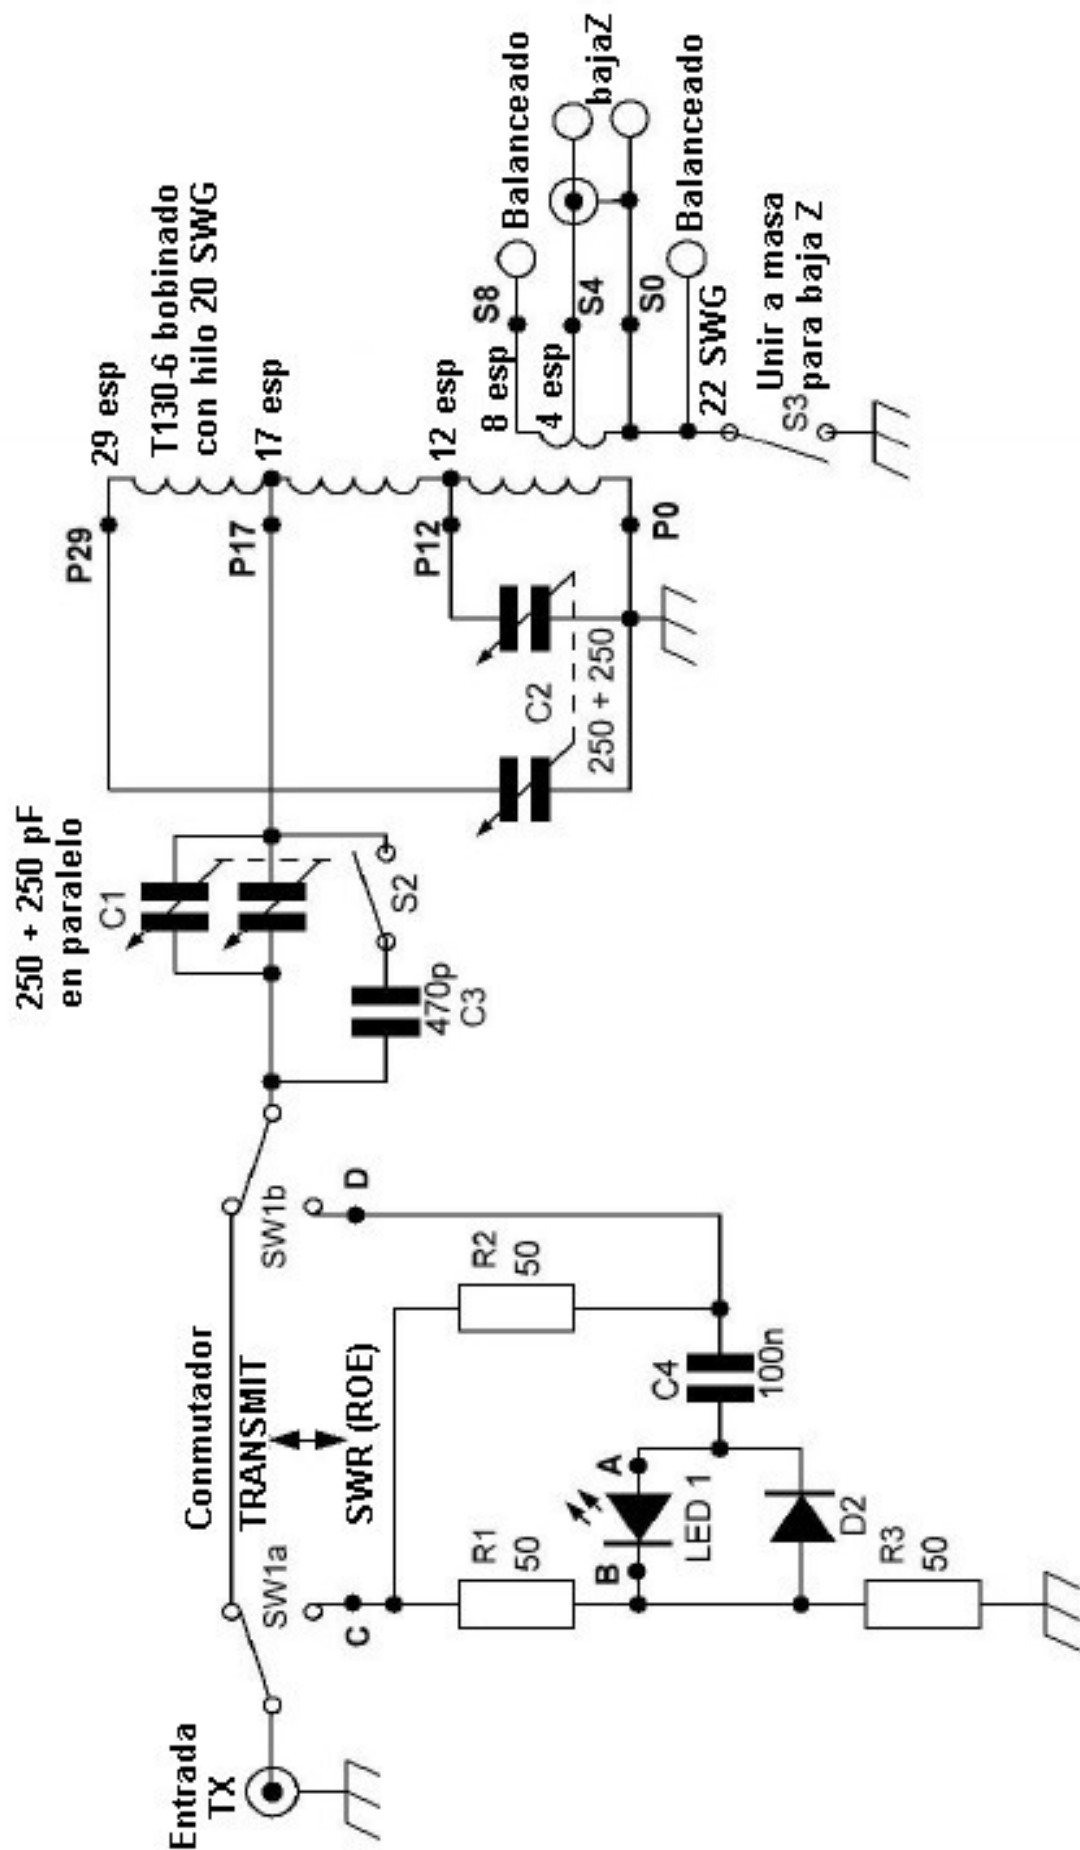 Entrada
TX
Conmutador
TRANSMIT
SWR (ROE)
SW1a
SW1b
C
D
R1
50
R2
50
B
A
LED 1
D2
C4
100n
R3
50
250 + 250 pF
en paralelo
C1
S2
470p
C3
C2
250 + 250
P29
P17
P12
P0
29 esp
T130-6 bobinado
con hilo 20 SWG
17 esp
12 esp
8 esp
4 esp
S8
S4
S0
Balanceado
bajaZ
Balanceado
22 SWG
S3
Unir a masa
para baja Z